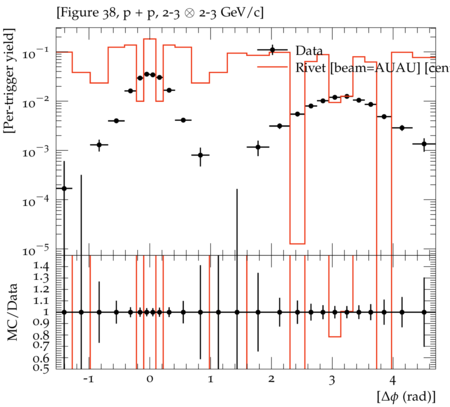 [Figure 38, p + p, 2-3 ⊗ 2-3 GeV/c]
[Per-trigger yield]
10⁻¹
10⁻²
10⁻³
10⁻⁴
10⁻⁵
Data
Rivet [beam=AUAU] [cen
MC/Data
1.4
1.3
1.2
1.1
1
0.9
0.8
0.7
0.6
0.5
-1 0 1 2 3 4
[Δϕ (rad)]